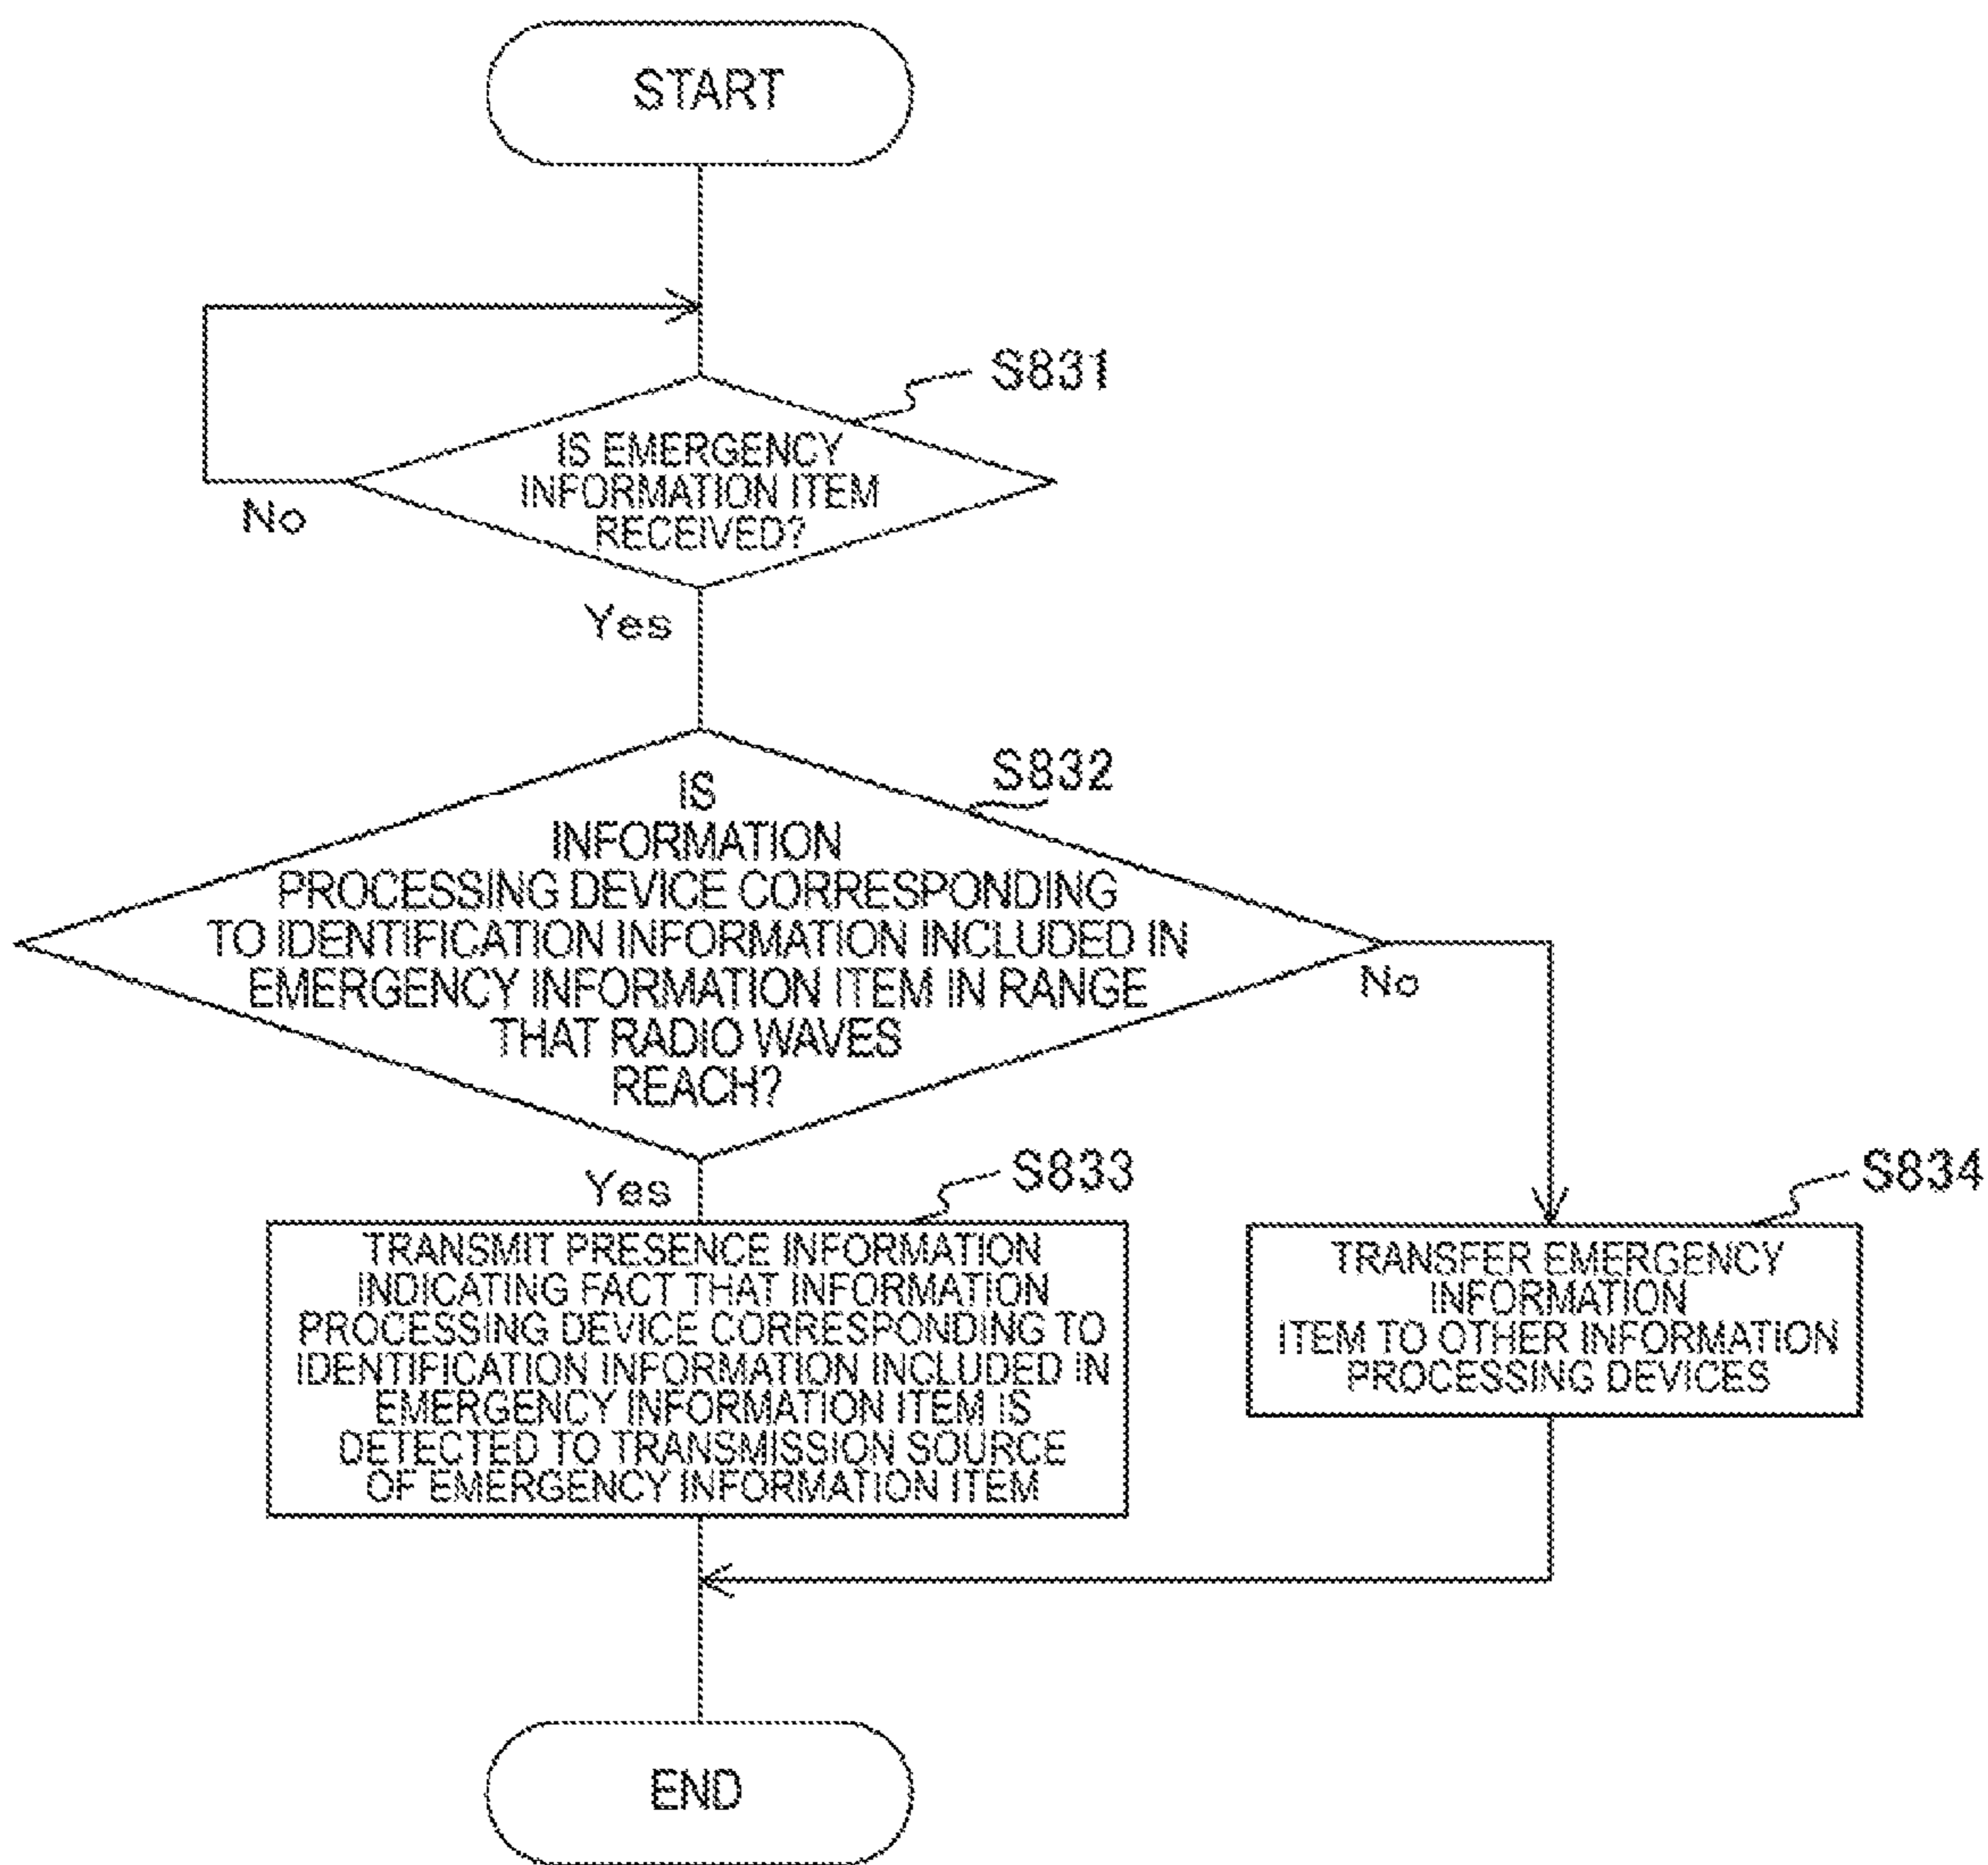 START
S831
IS EMERGENCY
INFORMATION ITEM
RECEIVED?
No
Yes
S832
IS
INFORMATION
PROCESSING DEVICE CORRESPONDING
TO IDENTIFICATION INFORMATION INCLUDED IN
EMERGENCY INFORMATION ITEM IN RANGE
THAT RADIO WAVES
REACH?
No
Yes
S833
TRANSMIT PRESENCE INFORMATION
INDICATING FACT THAT INFORMATION
PROCESSING DEVICE CORRESPONDING TO
IDENTIFICATION INFORMATION INCLUDED IN
EMERGENCY INFORMATION ITEM IS
DETECTED TO TRANSMISSION SOURCE
OF EMERGENCY INFORMATION ITEM
S834
TRANSFER EMERGENCY
INFORMATION
ITEM TO OTHER INFORMATION
PROCESSING DEVICES
END